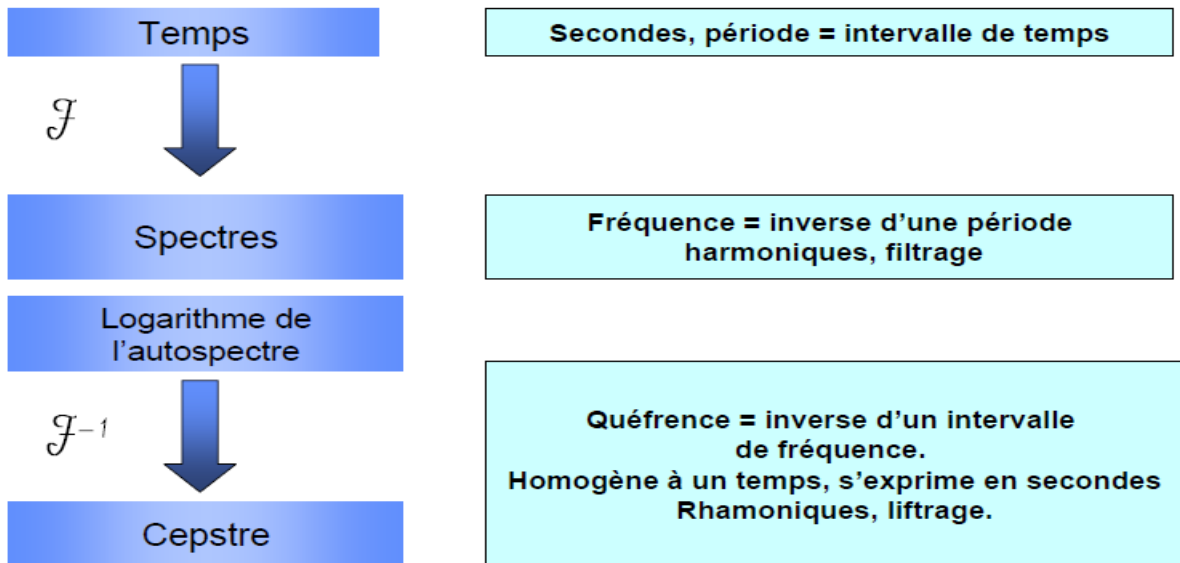 Temps
Secondes, période = intervalle de temps
ℱ
Spectres
Fréquence = inverse d'une période
harmoniques, filtrage
Logarithme de
l'autospectre
ℱ⁻¹
Quéfrence = inverse d'un intervalle
de fréquence.
Homogène à un temps, s'exprime en secondes
Rhamoniques, liftrage.
Cepstre